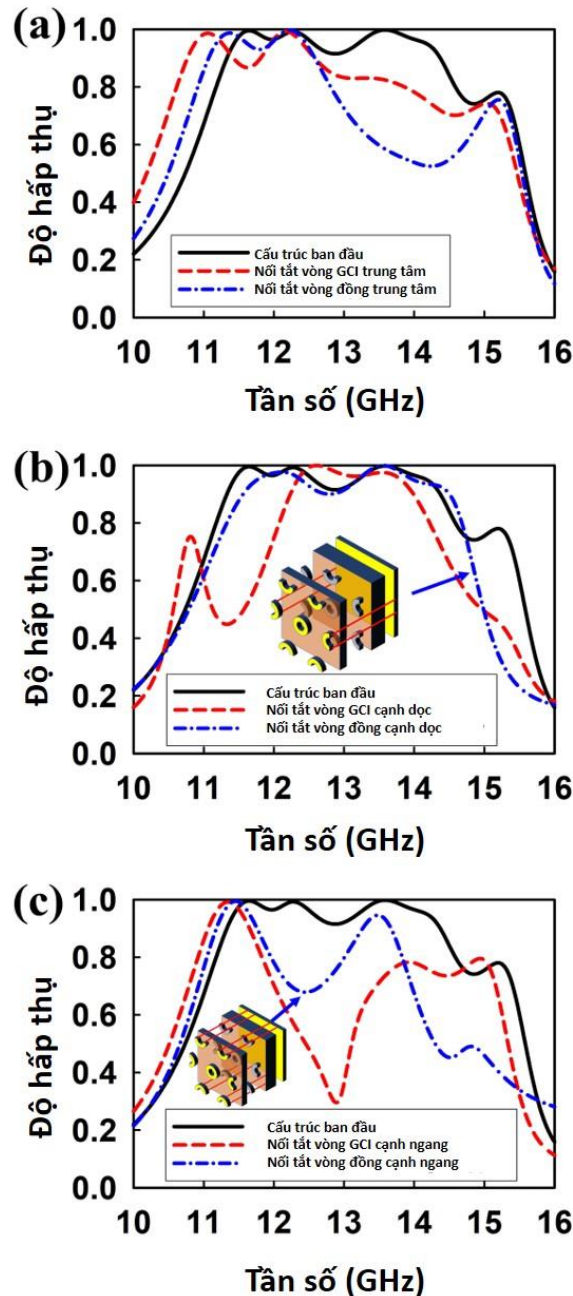 (a)
Độ hấp thụ
1.0
0.8
0.6
0.4
0.2
0.0
Cấu trúc ban đầu
Nối tắt vòng GCI trung tâm
Nối tắt vòng đồng trung tâm
10 11 12 13 14 15 16
Tần số (GHz)
(b)
Độ hấp thụ
1.0
0.8
0.6
0.4
0.2
0.0
Cấu trúc ban đầu
Nối tắt vòng GCI cạnh dọc
Nối tắt vòng đồng cạnh dọc
10 11 12 13 14 15 16
Tần số (GHz)
(c)
Độ hấp thụ
1.0
0.8
0.6
0.4
0.2
0.0
Cấu trúc ban đầu
Nối tắt vòng GCI cạnh ngang
Nối tắt vòng đồng cạnh ngang
10 11 12 13 14 15 16
Tần số (GHz)